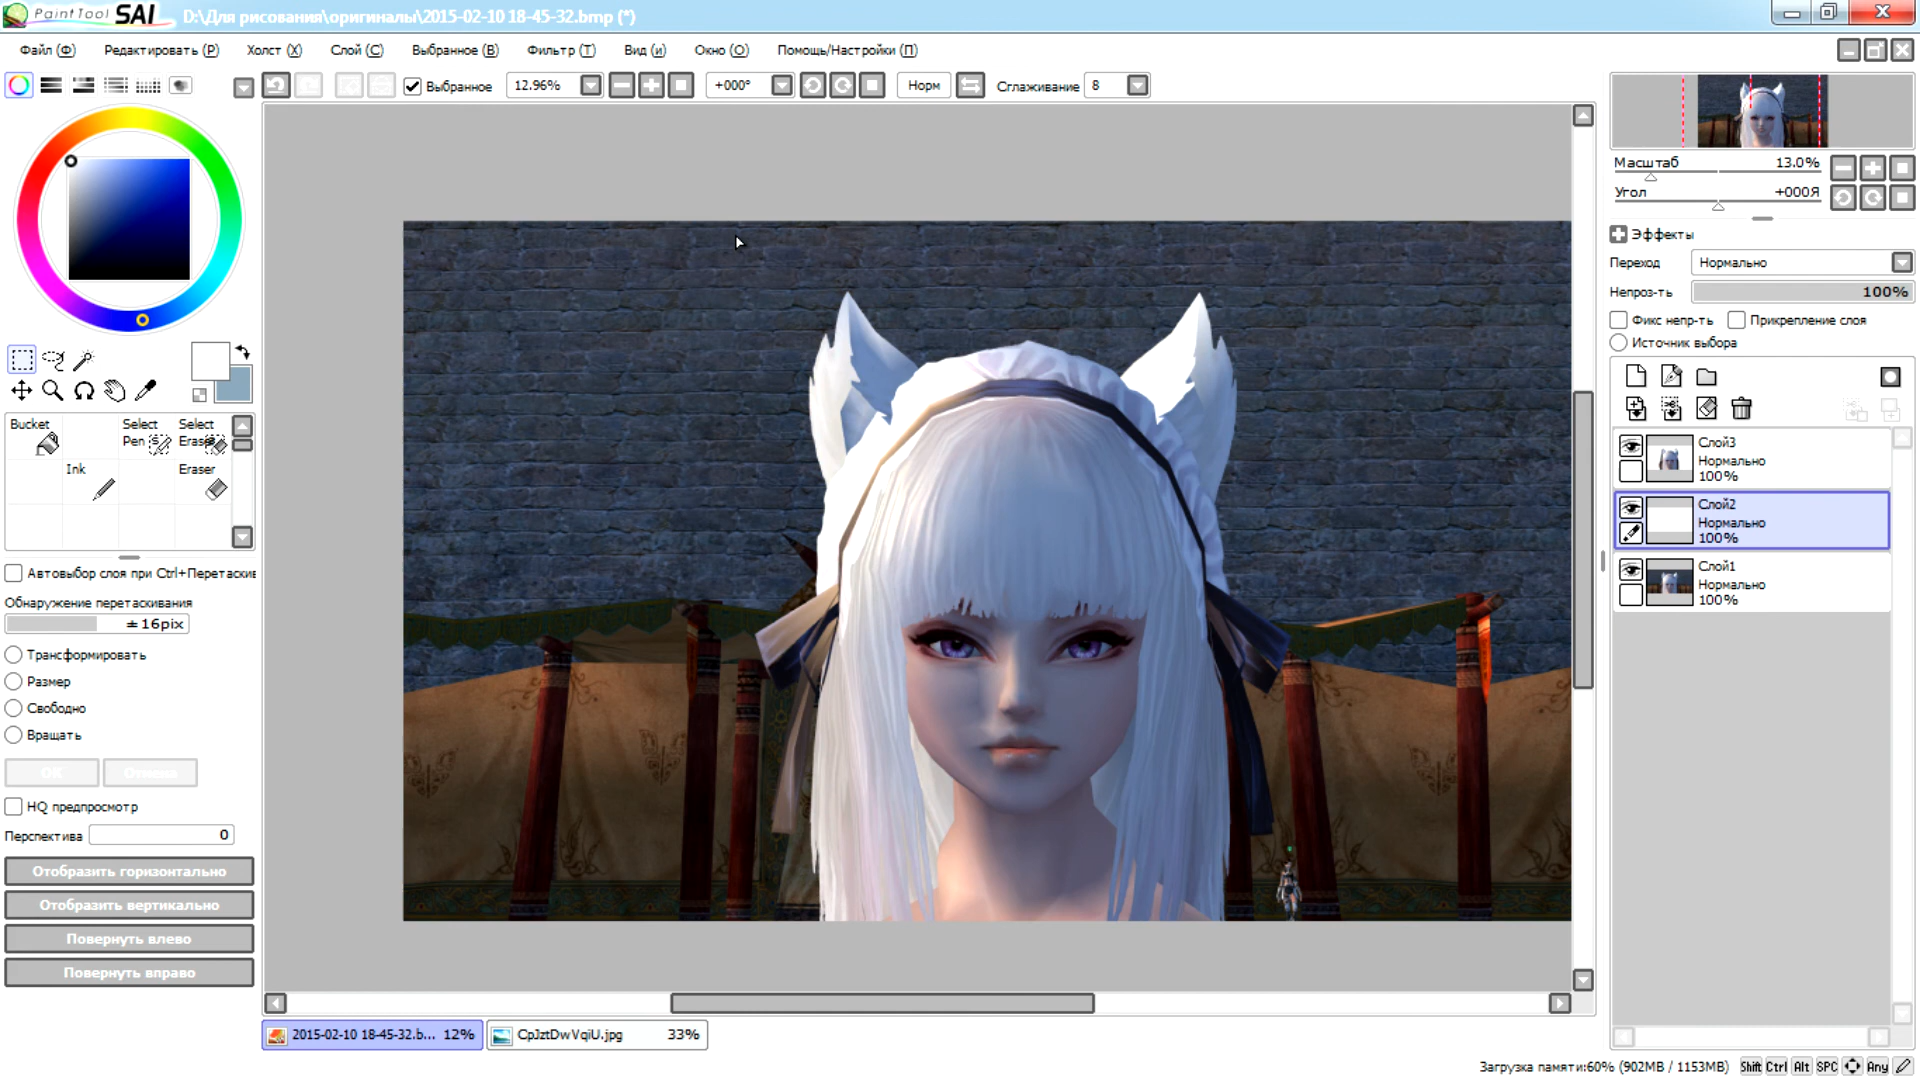 PaintTool SAI D:\Для рисования\оригиналы\2015-02-10 18-45-32.bmp (*)
Файл (Ф) Редактировать (Р) Холст (Х) Слой (С) Выбранное (В) Фильтр (Т) Вид (и) Окно (О) Помощь/Настройки (П)
Выбранное 12.96% +000° Норм Сглаживание 8
Масштаб 13.0%
Угол +000Я
Эффекты
Переход Нормально
Непроз-ть 100%
Фикс непр-ть Прикрепление слоя
Источник выбора
Bucket Select Pen Select Eraser
Ink Eraser
Слой3
Нормально
100%
Слой2
Нормально
100%
Слой1
Нормально
100%
Автовыбор слоя при Ctrl+Перетаскив
Обнаружение перетаскивания
±16pix
Трансформировать
Размер
Свободно
Вращать
ОК Отмена
HQ предпросмотр
Перспектива 0
Отобразить горизонтально
Отобразить вертикально
Повернуть влево
Повернуть вправо
2015-02-10 18-45-32.b... 12% CpJztDwVqiU.jpg 33%
Загрузка памяти:60% (902MB / 1153MB) Shift Ctrl Alt SPC Any